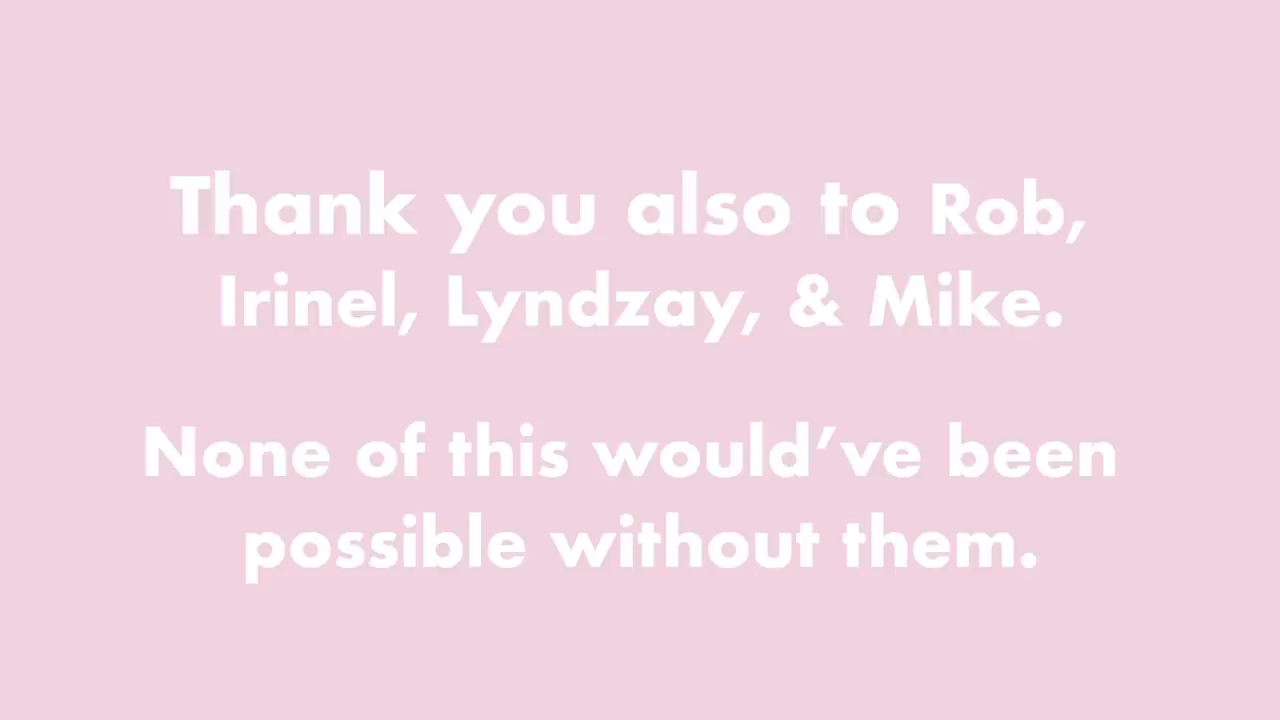 Thank you also to Rob,
Irinel, Lyndzay, & Mike.
None of this would’ve been
possible without them.